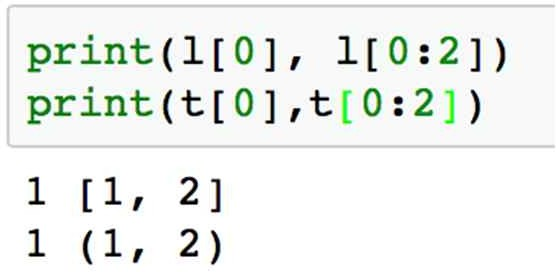 print(l[0], l[0:2])
print(t[0],t[0:2])
1 [1, 2]
1 (1, 2)